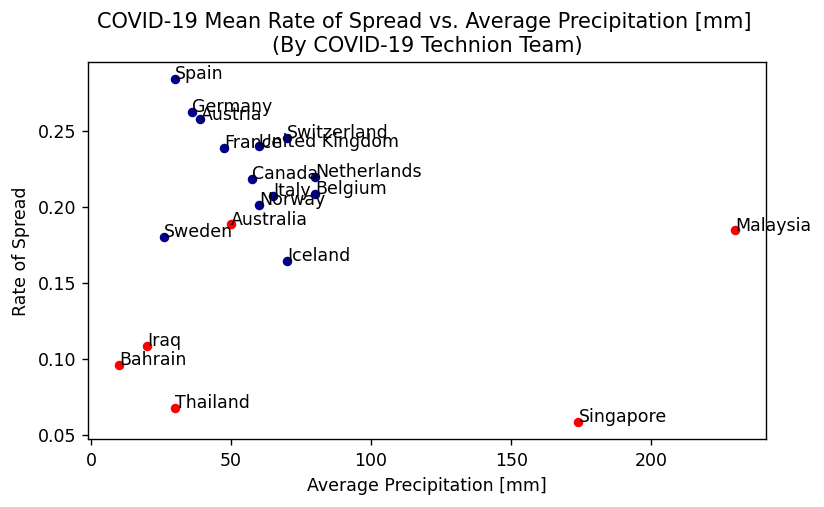 COVID-19 Mean Rate of Spread vs. Average Precipitation [mm]
(By COVID-19 Technion Team)
Spain
Germany
Austria
Switzerland
France
United Kingdom
Canada
Netherlands
Italy
Belgium
Norway
Australia
Sweden
Malaysia
Iceland
Iraq
Bahrain
Thailand
Singapore
0.25
0.20
0.15
0.10
0.05
Rate of Spread
0
50
100
150
200
Average Precipitation [mm]